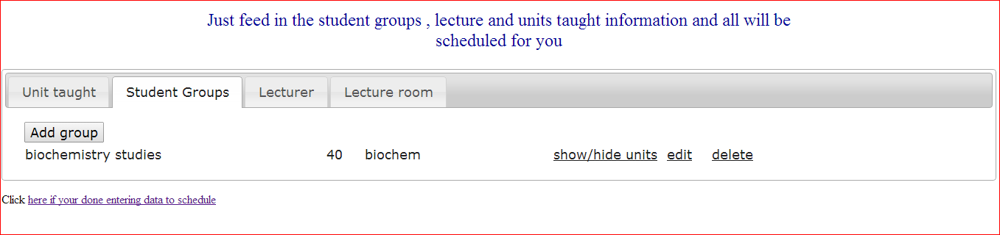 Just feed in the student groups , lecture and units taught information and all will be
scheduled for you
Unit taught Student Groups Lecturer Lecture room
Add group
biochemistry studies 40 biochem show/hide units edit delete
Click here if your done entering data to schedule